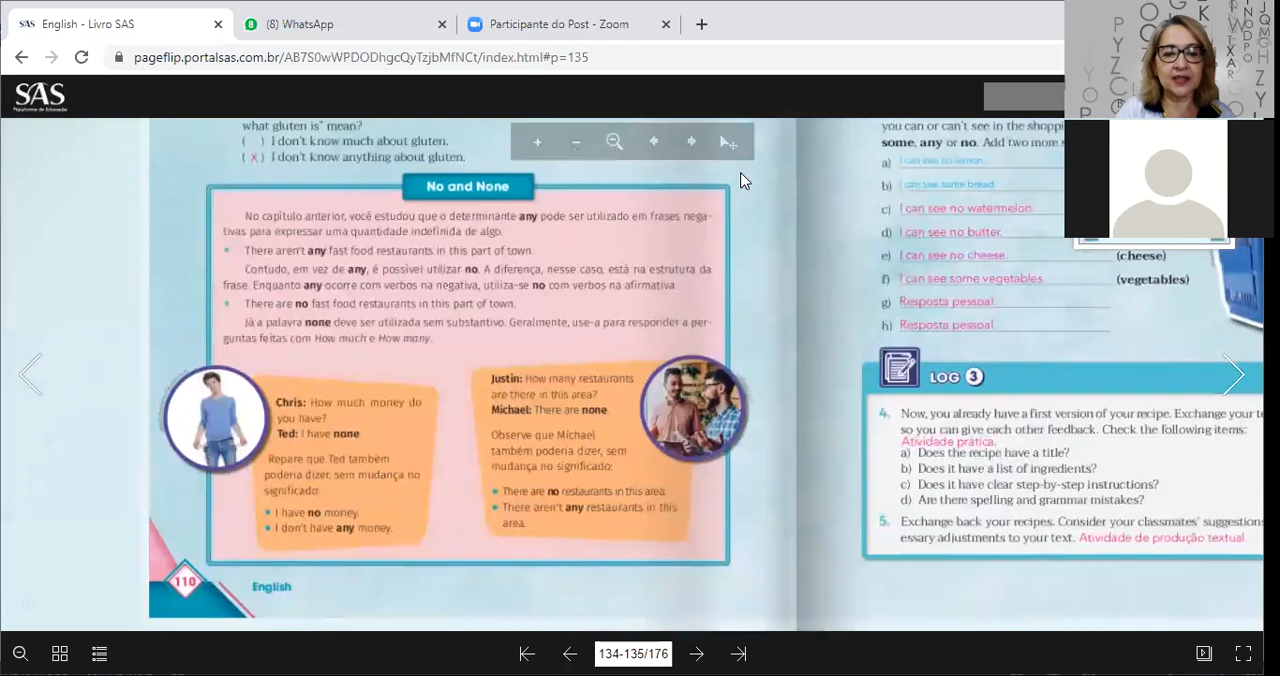 English - Livro SAS
(8) WhatsApp
Participante do Post - Zoom
pageflip.portalsas.com.br/AB7S0wWPDODhgcQyTzjbMfNCt/index.html#p=135
SAS
Plataforma de Educação
what gluten is" mean?
( ) I don't know much about gluten.
( X ) I don't know anything about gluten.
No and None
No capítulo anterior, você estudou que o determinante any pode ser utilizado em frases nega-
tivas para expressar uma quantidade indefinida de algo.
There aren't any fast food restaurants in this part of town.
Contudo, em vez de any, é possível utilizar no. A diferença, nesse caso, está na estrutura da
frase. Enquanto any ocorre com verbos na negativa, utiliza-se no com verbos na afirmativa.
There are no fast food restaurants in this part of town.
Já a palavra none deve ser utilizada sem substantivo. Geralmente, use-a para responder a per-
guntas feitas com How much e How many.
Chris: How much money do
you have?
Ted: I have none.
Repare que Ted também
poderia dizer, sem mudança no
significado:
I have no money.
I don't have any money.
Justin: How many restaurants
are there in this area?
Michael: There are none.
Observe que Michael
também poderia dizer, sem
mudança no significado:
There are no restaurants in this area.
There aren't any restaurants in this
area.
110
English
you can or can't see in the shoppi
some, any or no. Add two more s
a) I can see no lemon.
b) I can see some bread.
c) I can see no watermelon.
d) I can see no butter.
e) I can see no cheese. (cheese)
f) I can see some vegetables. (vegetables)
g) Resposta pessoal.
h) Resposta pessoal.
LOG 3
4. Now, you already have a first version of your recipe. Exchange your te
so you can give each other feedback. Check the following items:
Atividade prática.
a) Does the recipe have a title?
b) Does it have a list of ingredients?
c) Does it have clear step-by-step instructions?
d) Are there spelling and grammar mistakes?
5. Exchange back your recipes. Consider your classmates' suggestions
essary adjustments to your text. Atividade de produção textual.
134-135/176